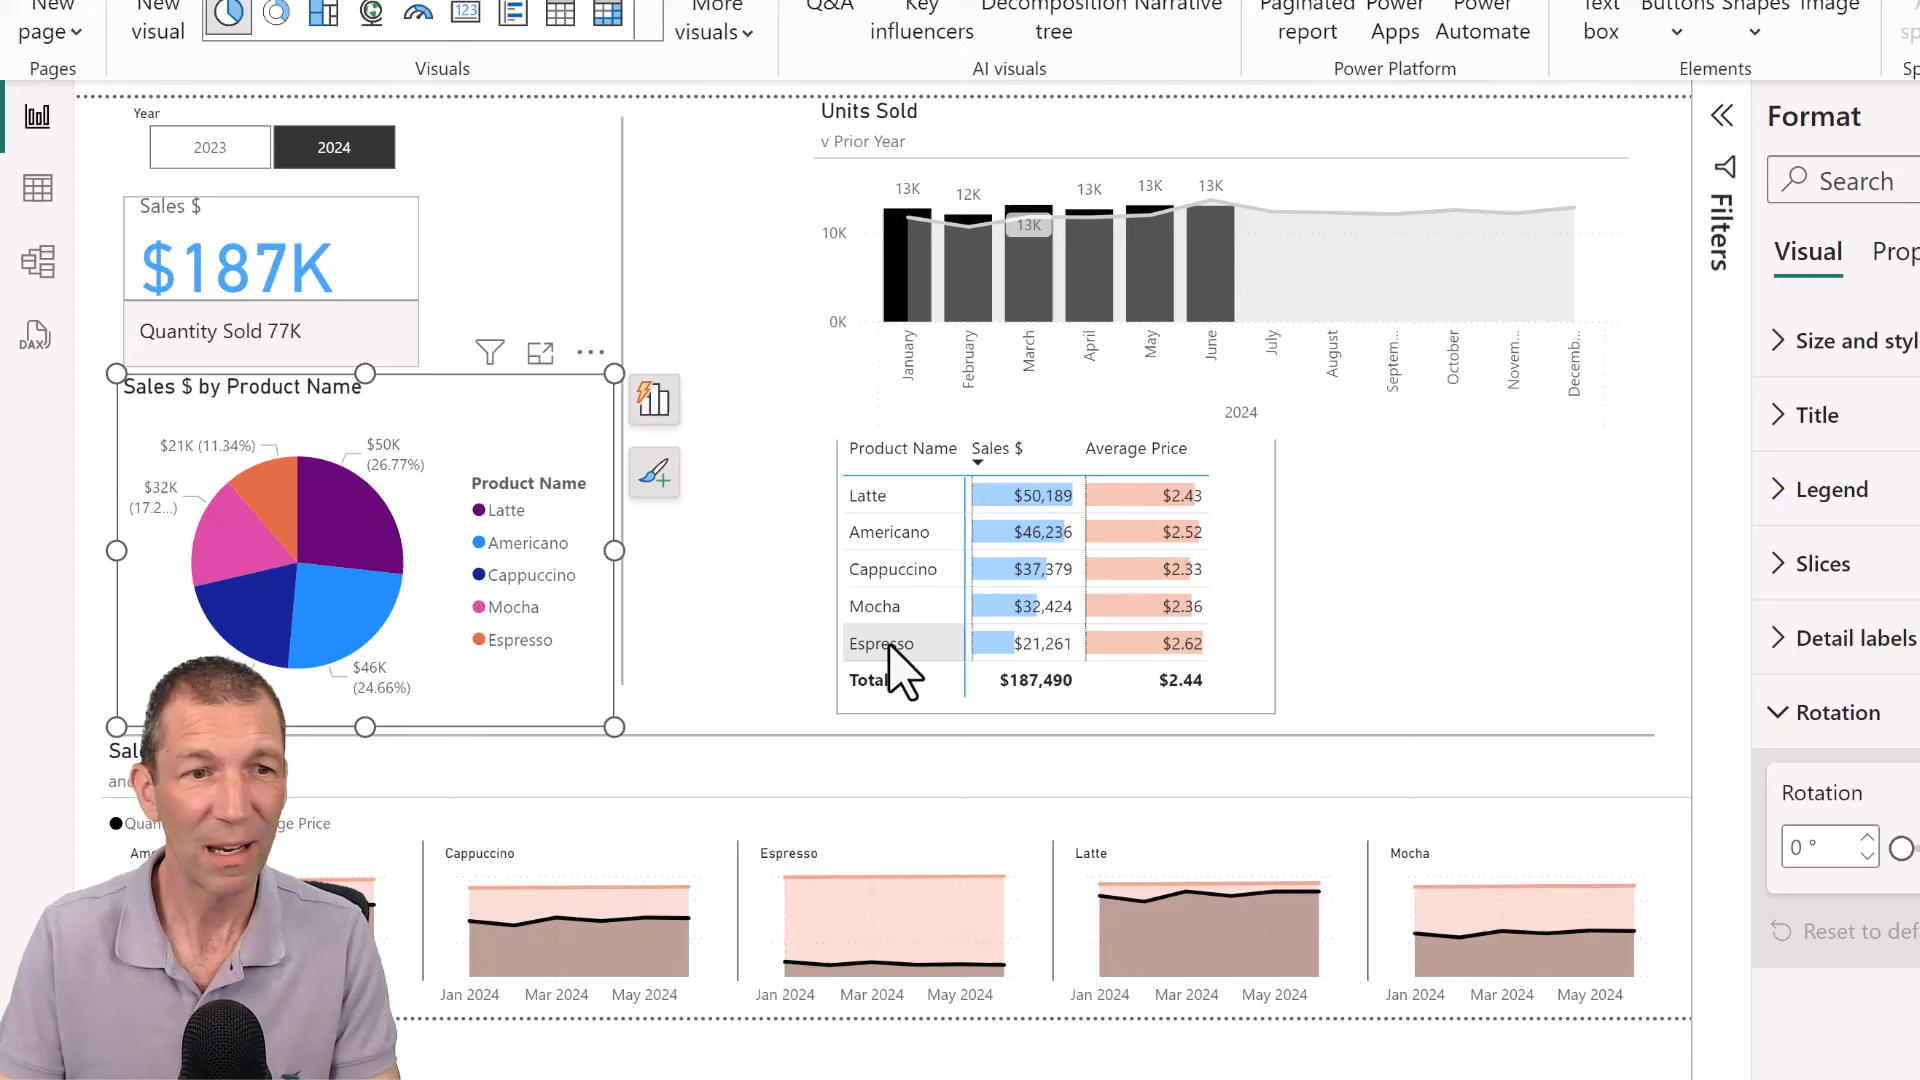 New
page
New
visual
More
visuals
Q&A
Key
influencers
Decomposition
tree
Narrative
Paginated
report
Power
Apps
Power
Automate
Text
box
Buttons
Shapes
Image
Pages
Visuals
AI visuals
Power Platform
Elements
Year
2023
2024
Sales $
$187K
Quantity Sold 77K
Units Sold
v Prior Year
13K
12K
13K
13K
13K
13K
10K
0K
January
February
March
April
May
June
July
August
Septem...
October
Novem...
Decemb...
2024
Sales $ by Product Name
$21K (11.34%)
$50K
(26.77%)
$32K
(17.2...)
$46K
(24.66%)
Product Name
Latte
Americano
Cappuccino
Mocha
Espresso
DAX
Product Name Sales $ Average Price
Latte $50,189 $2.43
Americano $46,236 $2.52
Cappuccino $37,379 $2.33
Mocha $32,424 $2.36
Espresso $21,261 $2.62
Total $187,490 $2.44
Price
Cappuccino
Espresso
Latte
Mocha
Jan 2024 Mar 2024 May 2024
Jan 2024 Mar 2024 May 2024
Jan 2024 Mar 2024 May 2024
Jan 2024 Mar 2024 May 2024
Filters
Format
Search
Visual
Size and styl
Title
Legend
Slices
Detail labels
Rotation
Rotation
0 °
Reset to def
123